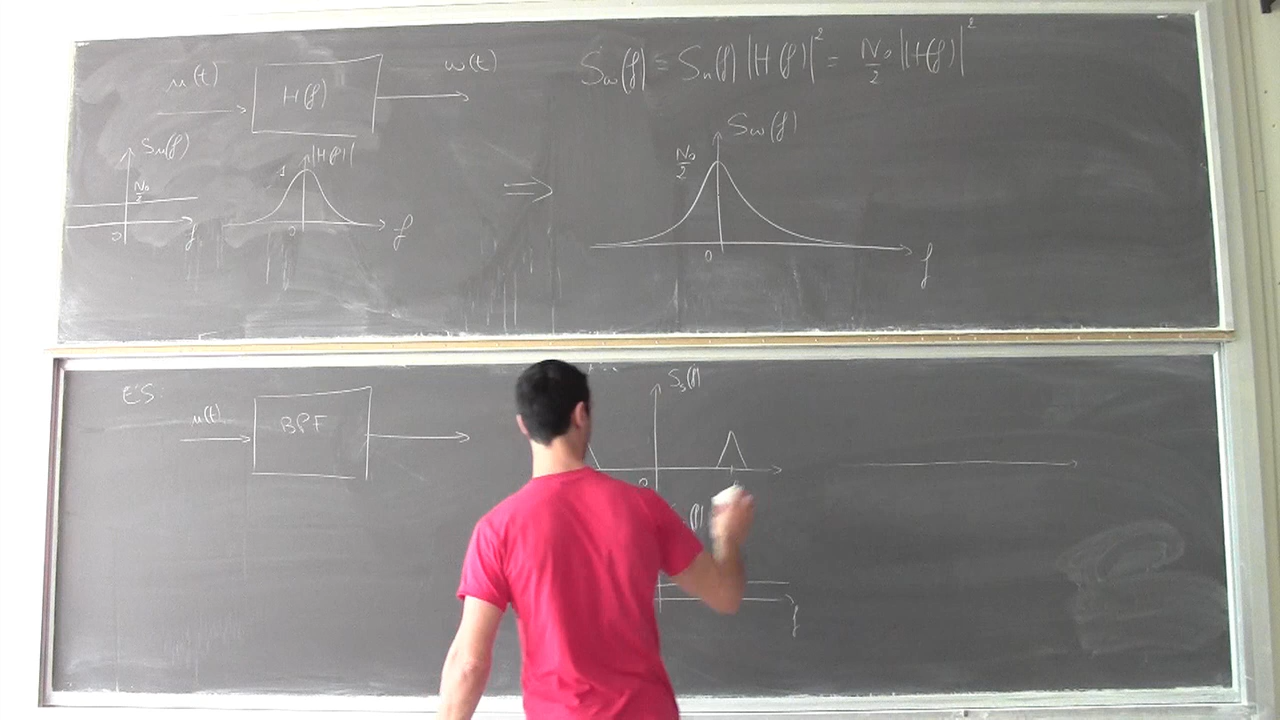 n(t)
H(f)
w(t)
S_w(f) = S_n(f) |H(f)|² = N₀/2 |H(f)|²
S_n(f)
N₀/2
0
f
|H(f)|
1
0
f
⇒
S_w(f)
N₀/2
0
f
ES.
n(t)
BPF
S_s(f)
0
f